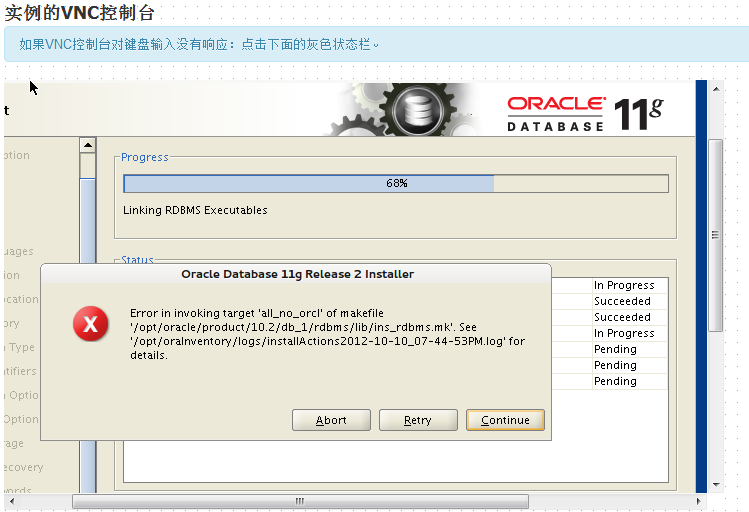 实例的VNC控制台
如果VNC控制台对键盘输入没有响应：点击下面的灰色状态栏。
t
ORACLE
DATABASE
11g
ption
uages
ion
ocation
ory
n Type
ntifiers
n Optio
Option
rage
ecovery
words
Progress
68%
Linking RDBMS Executables
Status
In Progress
Succeeded
Succeeded
In Progress
Pending
Pending
Pending
Oracle Database 11g Release 2 Installer
Error in invoking target 'all_no_orcl' of makefile
'/opt/oracle/product/10.2/db_1/rdbms/lib/ins_rdbms.mk'. See
'/opt/oraInventory/logs/installActions2012-10-10_07-44-53PM.log' for
details.
Abort
Retry
Continue